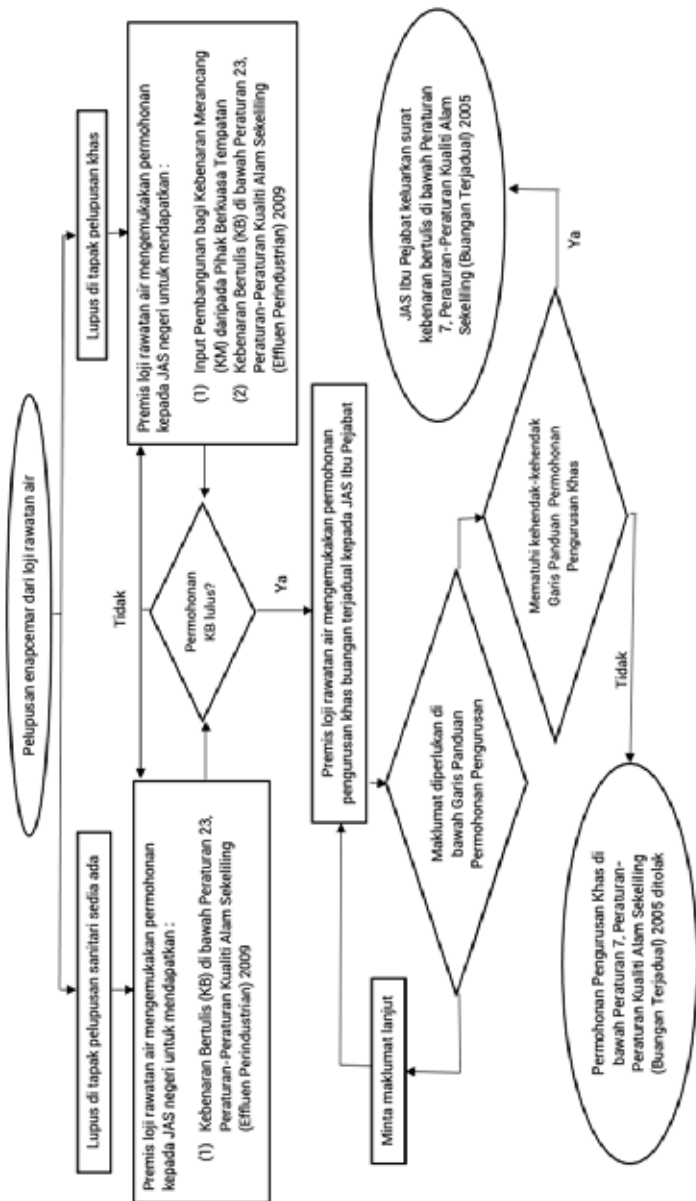 Pelupusan enapcemar dari loji rawatan air
Lupus di tapak pelupusan sanitari sedia ada
Lupus di tapak pelupusan khas
Premis loji rawatan air mengemukakan permohonan
kepada JAS negeri untuk mendapatkan :
(1) Kebenaran Bertulis (KB) di bawah Peraturan 23,
Peraturan-Peraturan Kualiti Alam Sekeliling
(Effluen Perindustrian) 2009
Tidak
Premis loji rawatan air mengemukakan permohonan
kepada JAS negeri untuk mendapatkan :
(1) Input Pembangunan bagi Kebenaran Merancang
(KM) daripada Pihak Berkuasa Tempatan
(2) Kebenaran Bertulis (KB) di bawah Peraturan 23,
Peraturan-Peraturan Kualiti Alam Sekeliling
(Effluen Perindustrian) 2009
Permohonan
KB lulus?
Ya
Premis loji rawatan air mengemukakan permohonan
pengurusan khas buangan terjadual kepada JAS Ibu Pejabat
Minta maklumat lanjut
Maklumat diperlukan di
bawah Garis Panduan
Permohonan Pengurusan
Mematuhi kehendak-kehendak
Garis Panduan Permohonan
Pengurusan Khas
Ya
JAS Ibu Pejabat keluarkan surat
kebenaran bertulis di bawah Peraturan
7, Peraturan-Peraturan Kualiti Alam
Sekeliling (Buangan Terjadual) 2005
Tidak
Permohonan Pengurusan Khas di
bawah Peraturan 7, Peraturan-
Peraturan Kualiti Alam Sekeliling
(Buangan Terjadual) 2005 ditolak